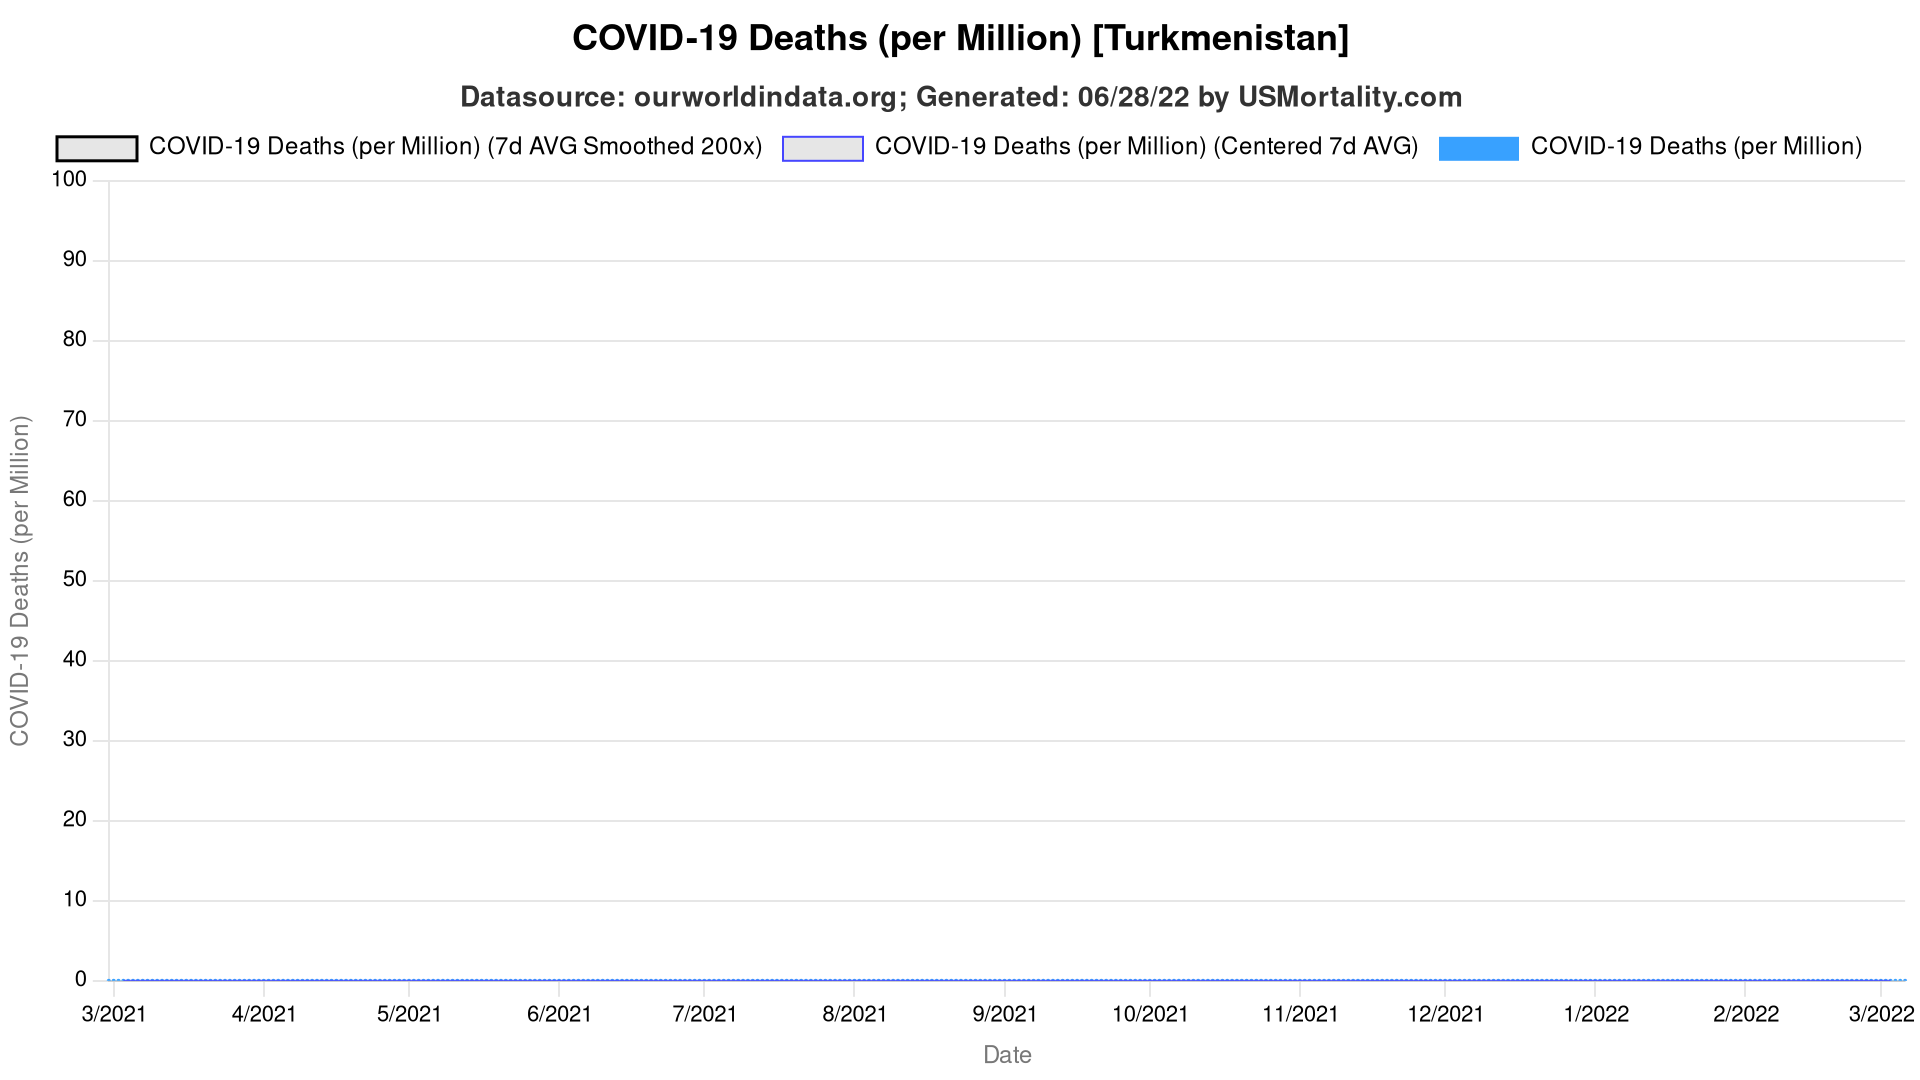 COVID-19 Deaths (per Million) [Turkmenistan]
Datasource: ourworldindata.org; Generated: 06/28/22 by USMortality.com
COVID-19 Deaths (per Million) (7d AVG Smoothed 200x) COVID-19 Deaths (per Million) (Centered 7d AVG) COVID-19 Deaths (per Million)
100
90
80
70
60
50
40
30
20
10
0
COVID-19 Deaths (per Million)
3/2021 4/2021 5/2021 6/2021 7/2021 8/2021 9/2021 10/2021 11/2021 12/2021 1/2022 2/2022 3/2022
Date